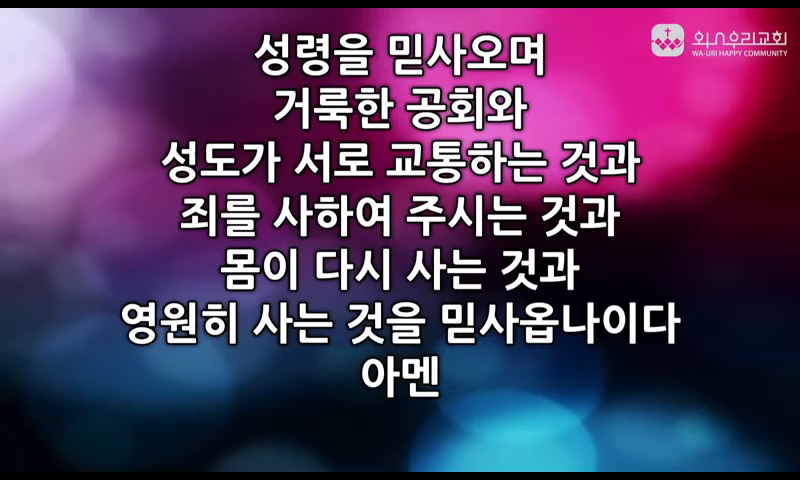 와스우리교회
WA-URI HAPPY COMMUNITY
성령을 믿사오며
거룩한 공회와
성도가 서로 교통하는 것과
죄를 사하여 주시는 것과
몸이 다시 사는 것과
영원히 사는 것을 믿사옵나이다
아멘